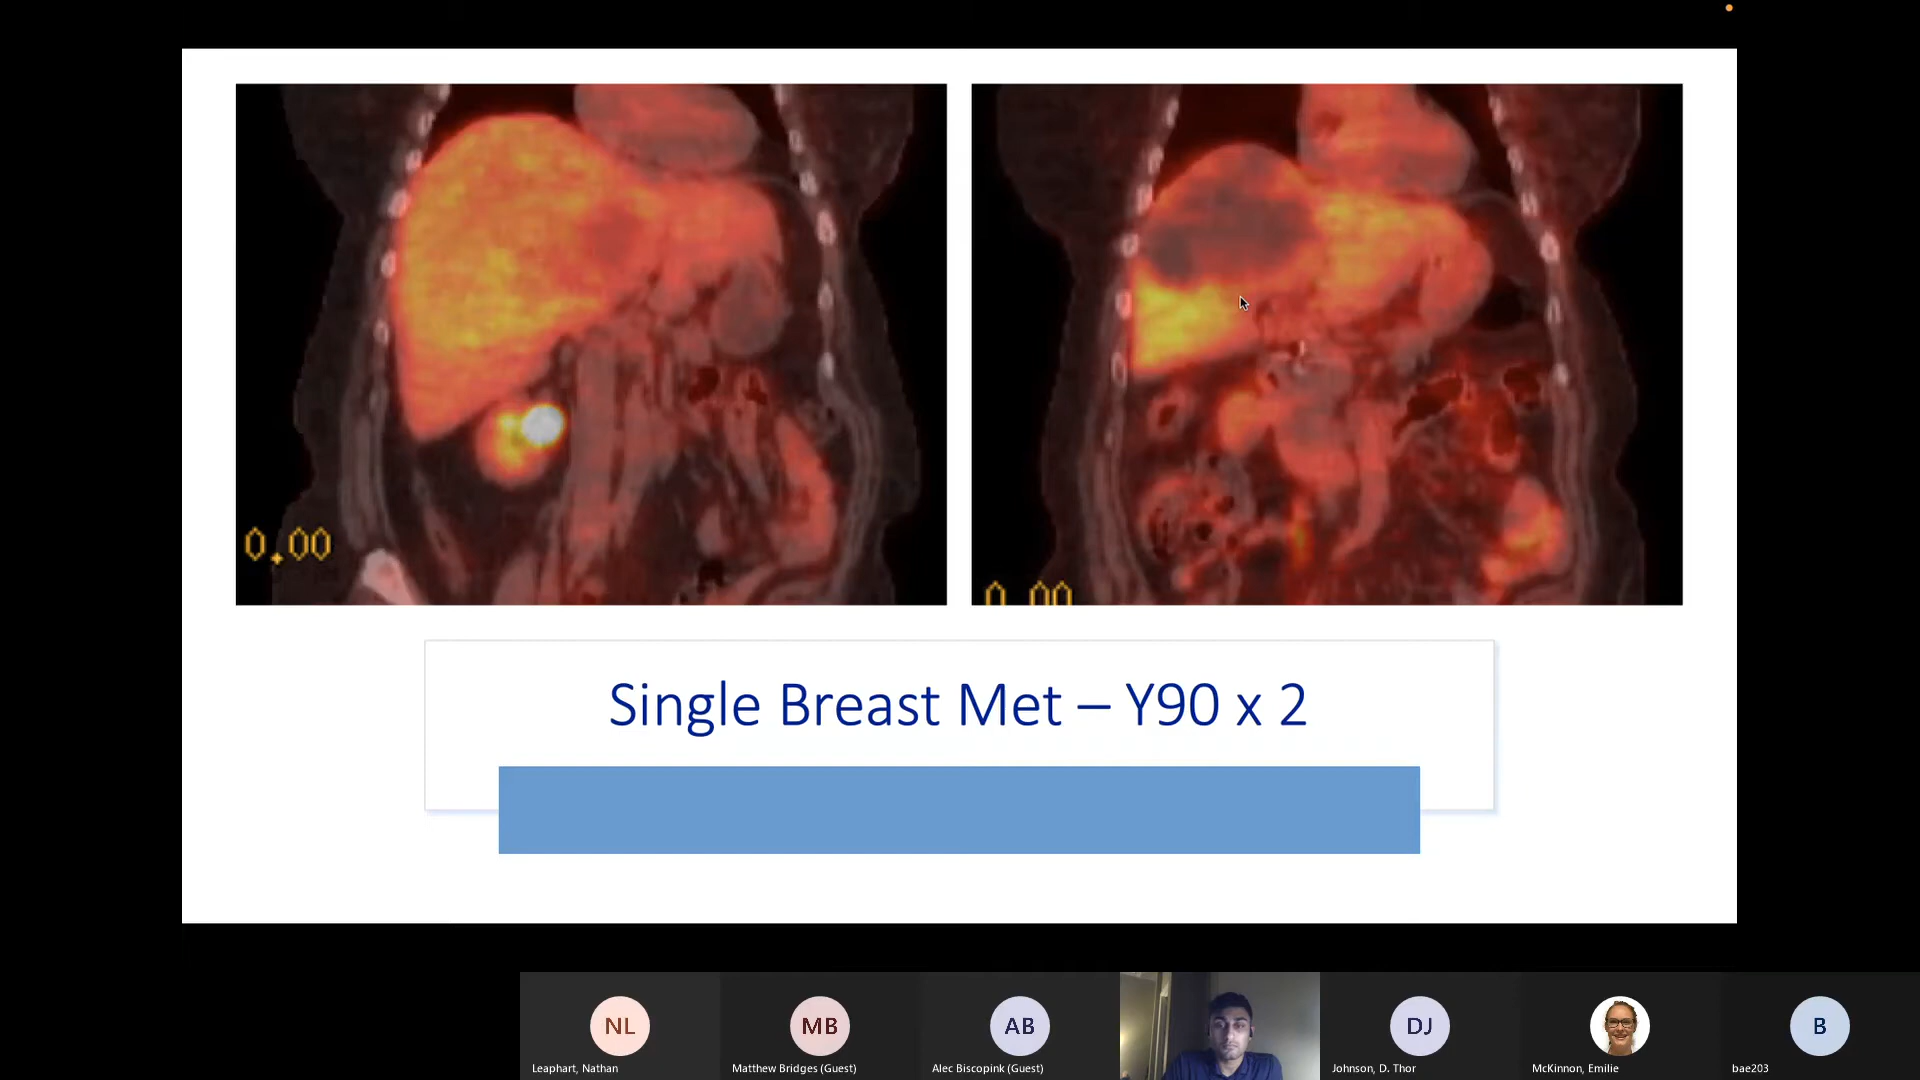 0.00
0.00
Single Breast Met – Y90 x 2
NL
MB
AB
DJ
B
Leaphart, Nathan
Matthew Bridges (Guest)
Alec Biscopink (Guest)
Johnson, D. Thor
McKinnon, Emilie
bae203